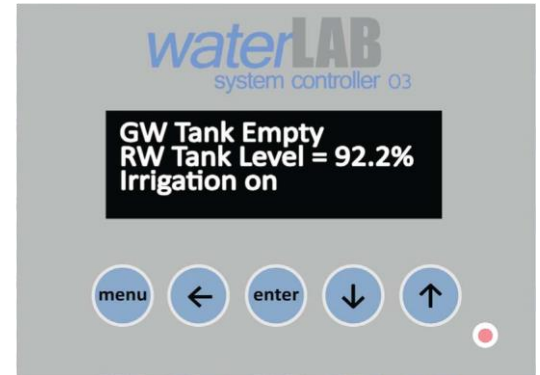 waterLAB
system controller 03
GW Tank Empty
RW Tank Level = 92.2%
Irrigation on
menu ← enter ↓ ↑